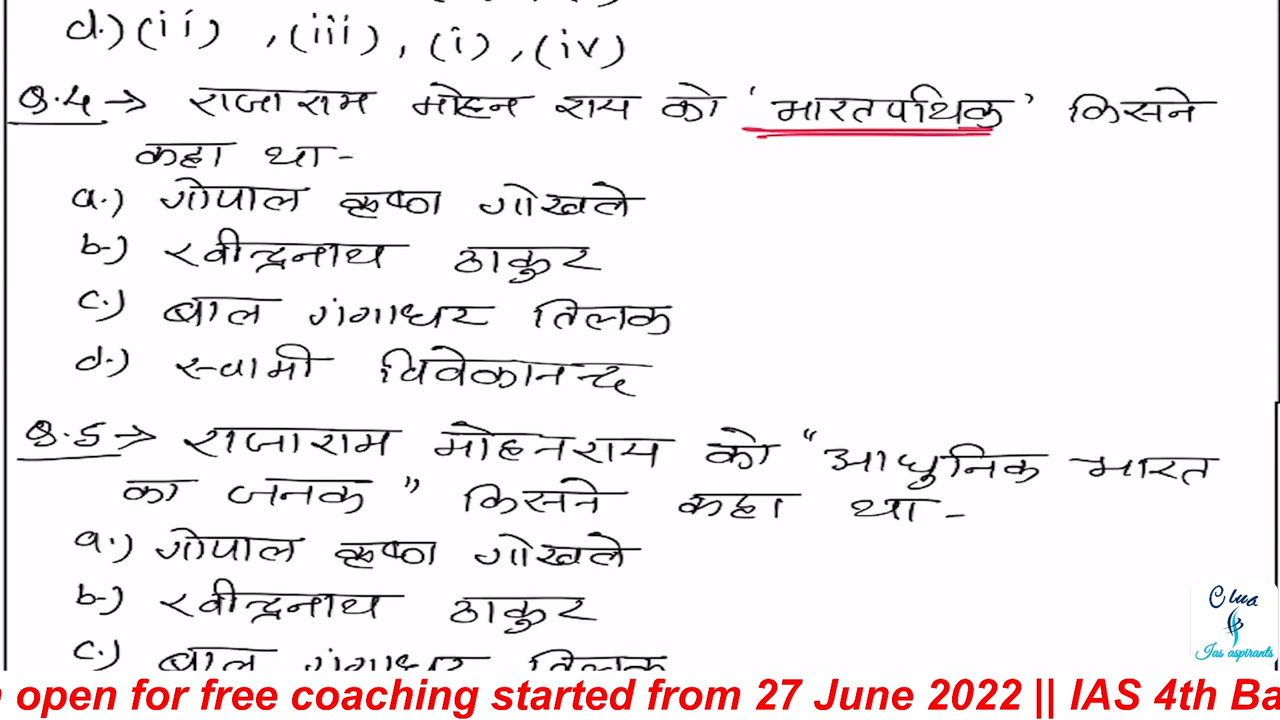 d.) (ii) , (iii) , (i) , (iv)
Q.4 → राजा राम मोहन राय को 'भारतपथिक' किसने
कहा था -
a.) गोपाल कृष्ण गोखले
b.) रवीन्द्रनाथ ठाकुर
c.) बाल गंगाधर तिलक
d.) स्वामी विवेकानन्द
Q.5 → राजाराम मोहनराय को "आधुनिक भारत
का जनक" किसने कहा था -
a.) गोपाल कृष्ण गोखले
b.) रवीन्द्रनाथ ठाकुर
c.) बाल गंगाधर तिलक
Ias aspirants
open for free coaching started from 27 June 2022 || IAS 4th Ba